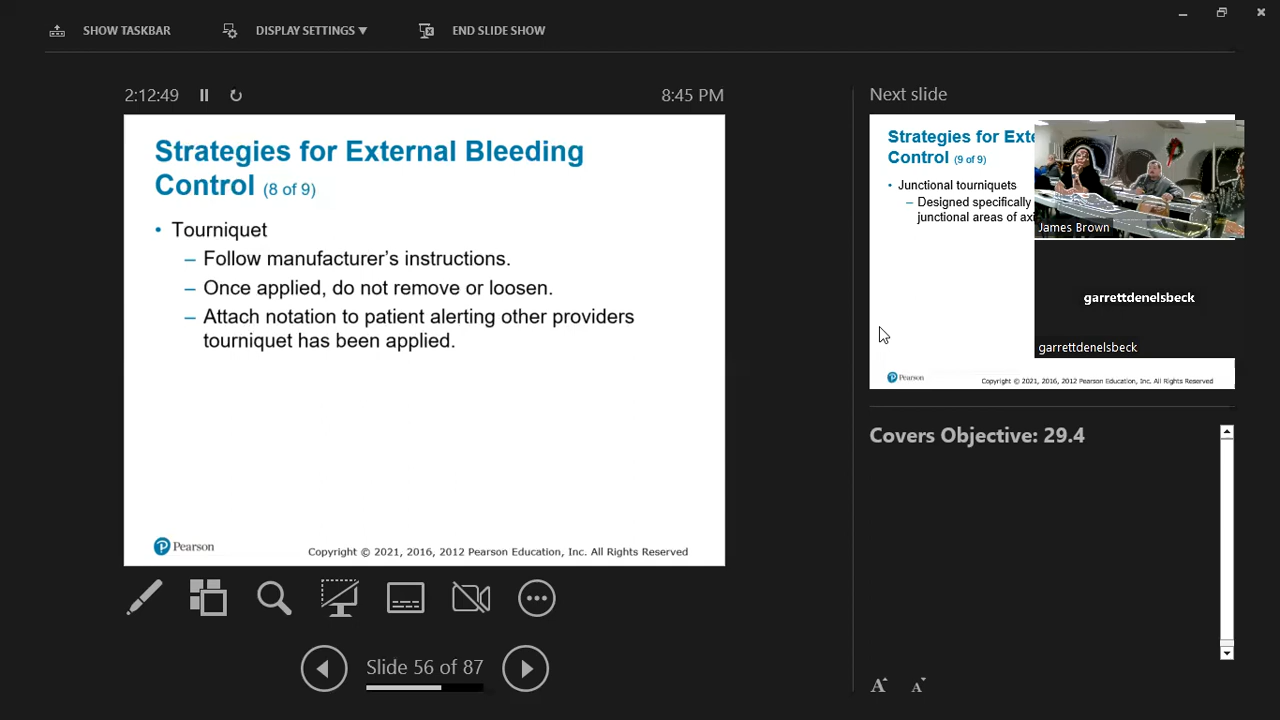 SHOW TASKBAR
DISPLAY SETTINGS ▼
END SLIDE SHOW
2:12:49
8:45 PM
Strategies for External Bleeding
Control (8 of 9)
• Tourniquet
– Follow manufacturer’s instructions.
– Once applied, do not remove or loosen.
– Attach notation to patient alerting other providers
tourniquet has been applied.
Pearson
Copyright © 2021, 2016, 2012 Pearson Education, Inc. All Rights Reserved
Slide 56 of 87
Next slide
Strategies for Exte
Control (9 of 9)
• Junctional tourniquets
– Designed specifically
junctional areas of axi
James Brown
garrettdenelsbeck
garrettdenelsbeck
Pearson
Copyright © 2021, 2016, 2012 Pearson Education, Inc. All Rights Reserved
Covers Objective: 29.4
A
A